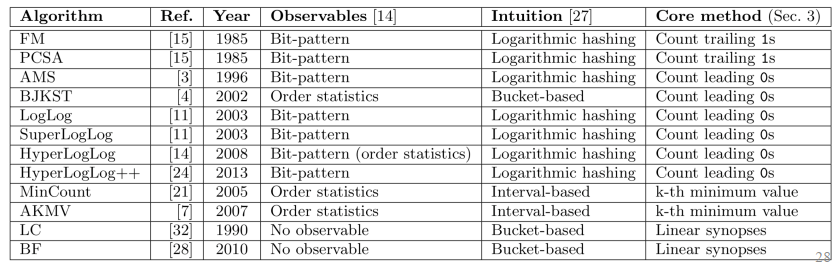 Algorithm Ref. Year Observables [14] Intuition [27] Core method (Sec. 3)
FM [15] 1985 Bit-pattern Logarithmic hashing Count trailing 1s
PCSA [15] 1985 Bit-pattern Logarithmic hashing Count trailing 1s
AMS [3] 1996 Bit-pattern Logarithmic hashing Count leading 0s
BJKST [4] 2002 Order statistics Bucket-based Count leading 0s
LogLog [11] 2003 Bit-pattern Logarithmic hashing Count leading 0s
SuperLogLog [11] 2003 Bit-pattern Logarithmic hashing Count leading 0s
HyperLogLog [14] 2008 Bit-pattern (order statistics) Logarithmic hashing Count leading 0s
HyperLogLog++ [24] 2013 Bit-pattern Logarithmic hashing Count leading 0s
MinCount [21] 2005 Order statistics Interval-based k-th minimum value
AKMV [7] 2007 Order statistics Interval-based k-th minimum value
LC [32] 1990 No observable Bucket-based Linear synopses
BF [28] 2010 No observable Bucket-based Linear synopses
28